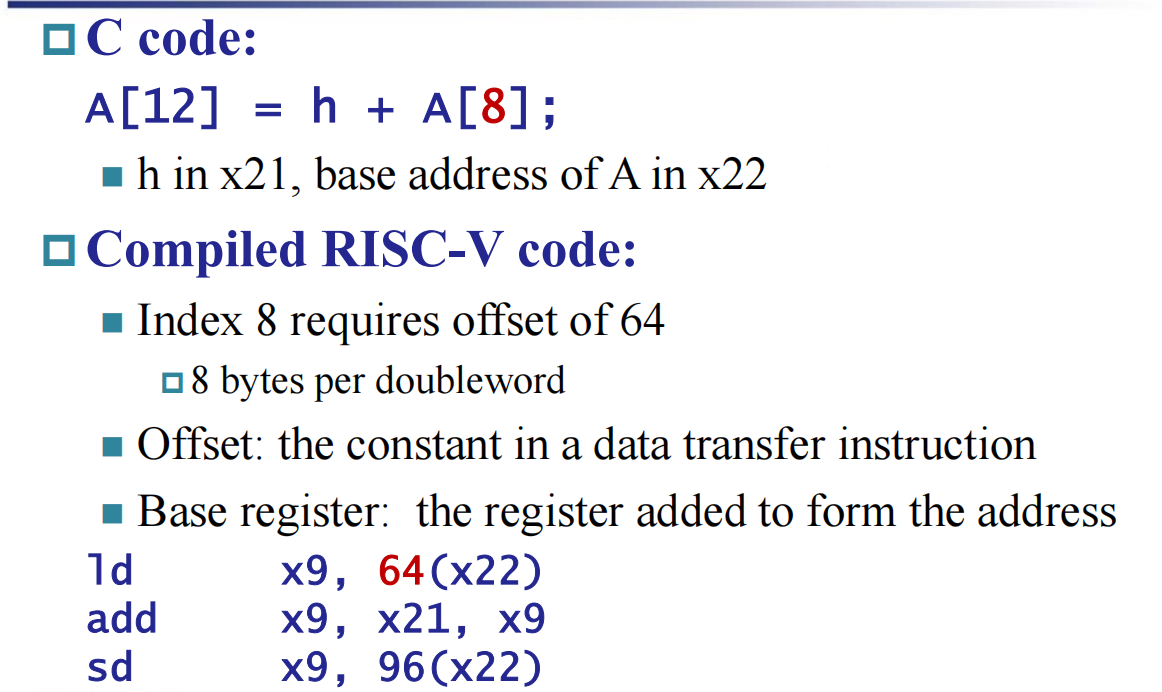 C code:
A[12] = h + A[8];
h in x21, base address of A in x22
Compiled RISC-V code:
Index 8 requires offset of 64
8 bytes per doubleword
Offset: the constant in a data transfer instruction
Base register: the register added to form the address
ld x9, 64(x22)
add x9, x21, x9
sd x9, 96(x22)